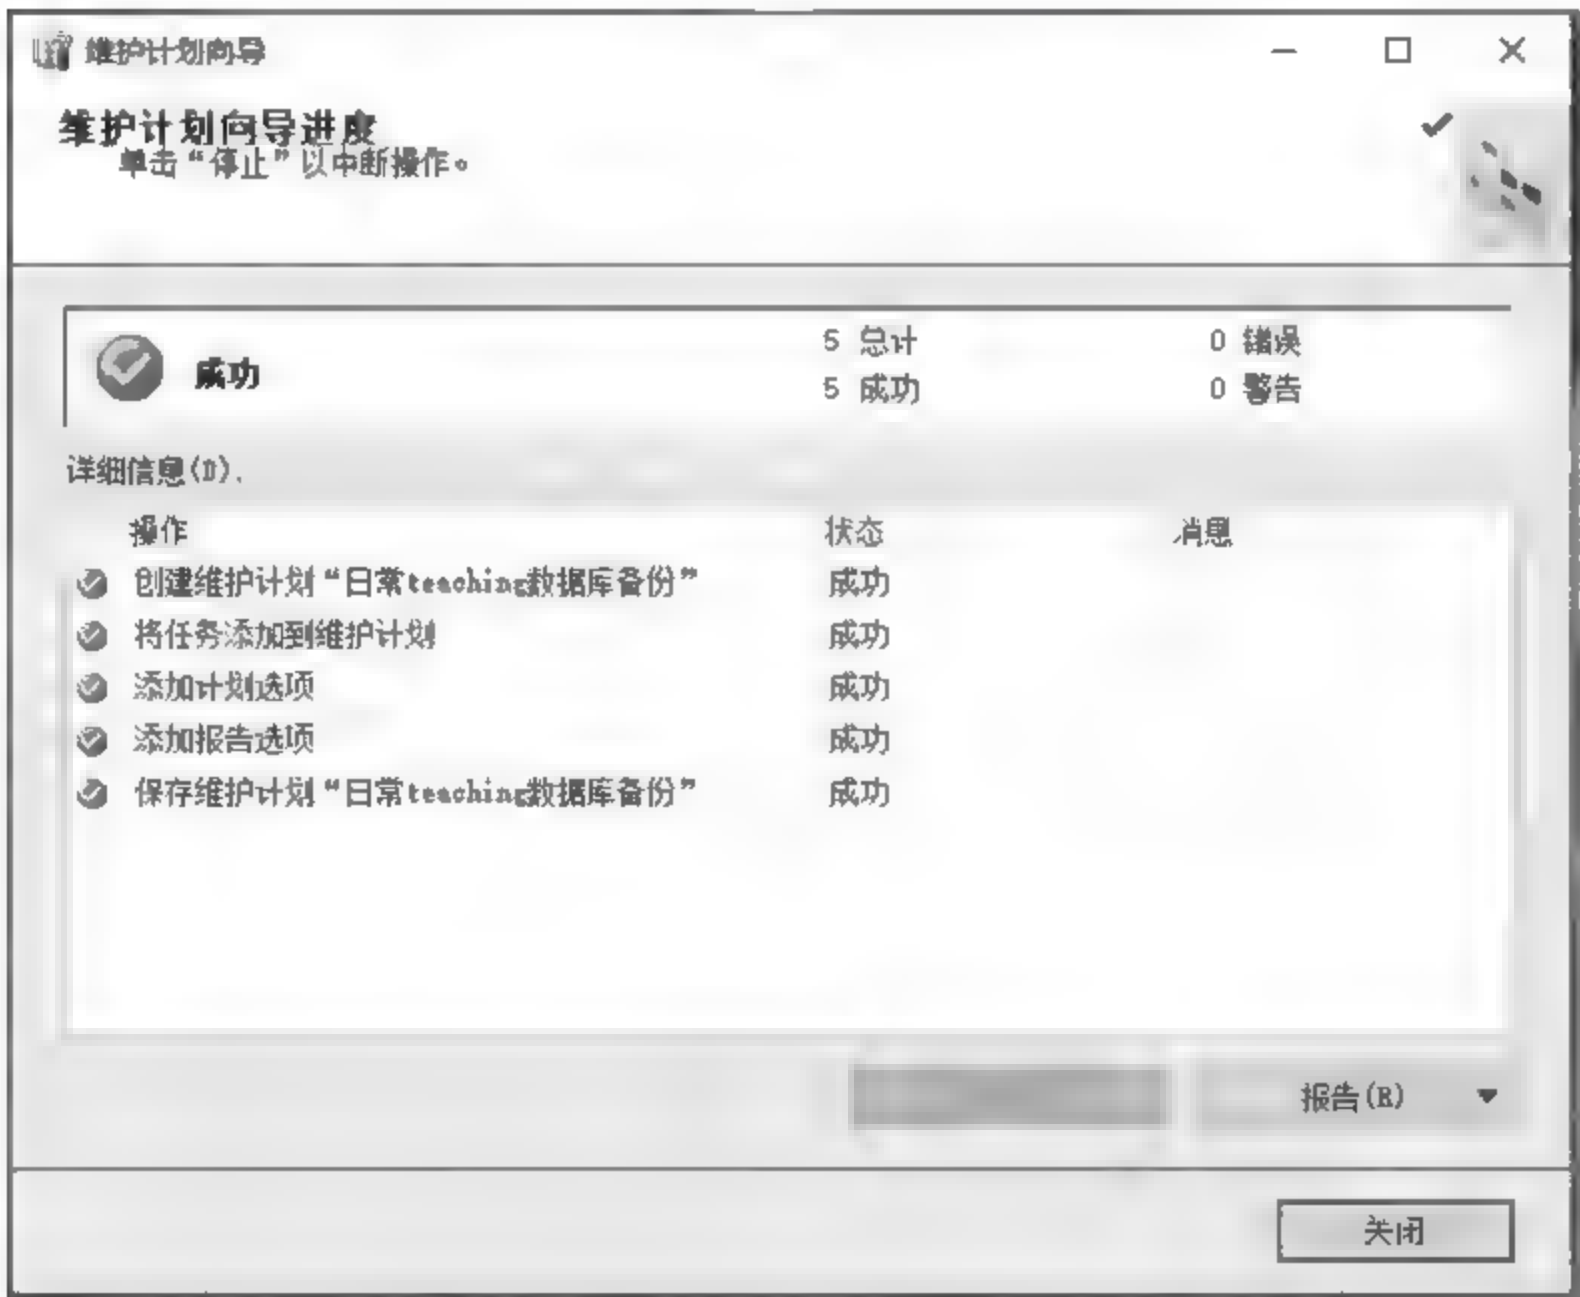 维护计划向导
维护计划向导进度
单击“停止”以中断操作。
成功
5 总计 0 错误
5 成功 0 警告
详细信息(D).
操作 状态 消息
创建维护计划“日常teaching数据库备份” 成功
将任务添加到维护计划 成功
添加计划选项 成功
添加报告选项 成功
保存维护计划“日常teaching数据库备份” 成功
报告(R)
关闭